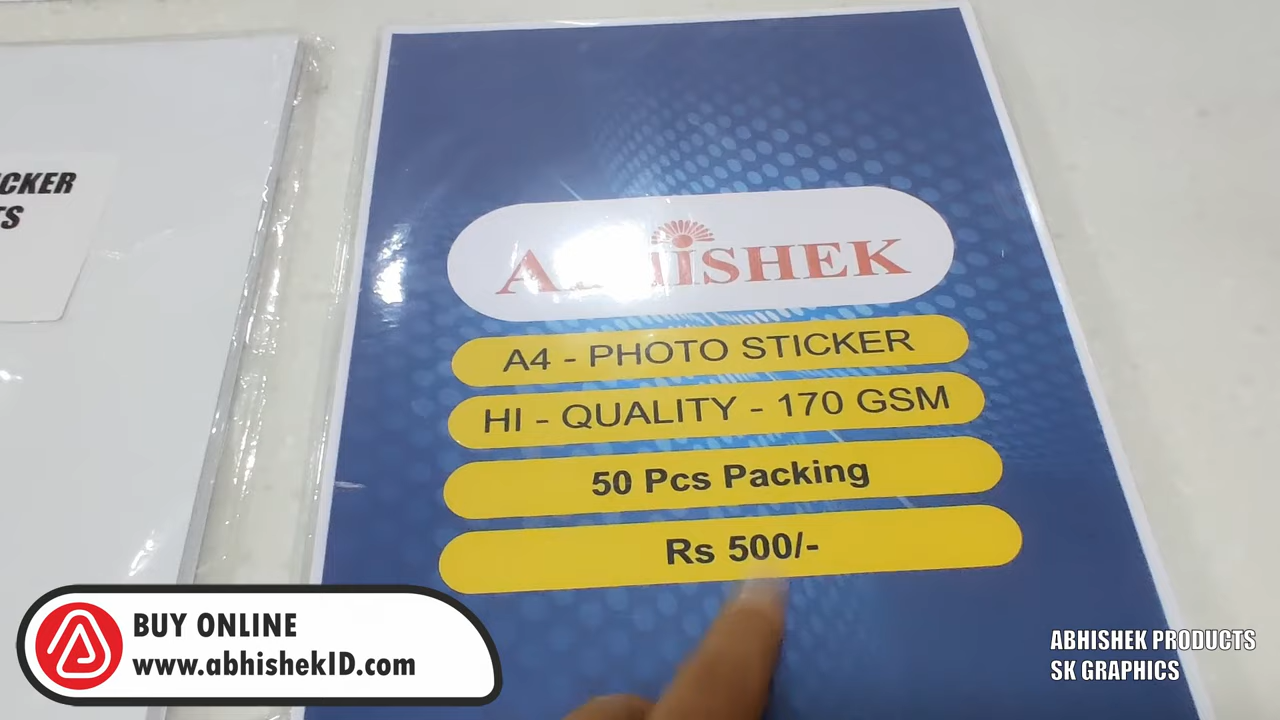 CKER
TS
ABHISHEK
A4 - PHOTO STICKER
HI - QUALITY - 170 GSM
50 Pcs Packing
Rs 500/-
BUY ONLINE
www.abhishekID.com
ABHISHEK PRODUCTS
SK GRAPHICS